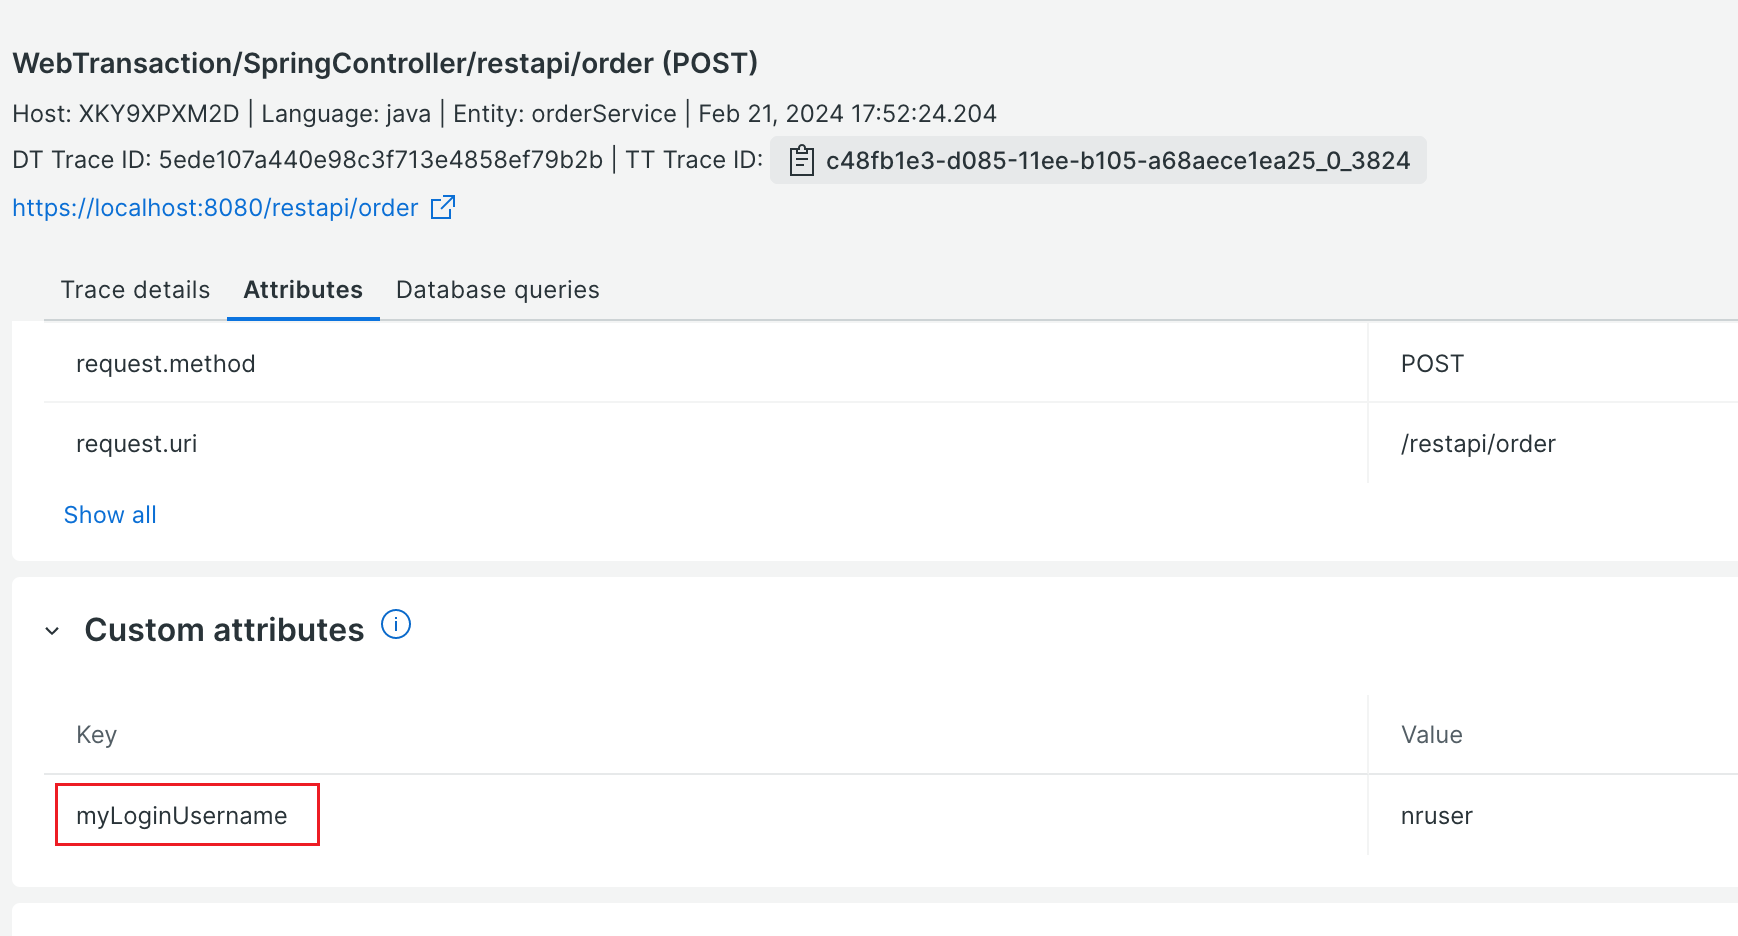 WebTransaction/SpringController/restapi/order (POST)
Host: XKY9XPXM2D | Language: java | Entity: orderService | Feb 21, 2024 17:52:24.204
DT Trace ID: 5ede107a440e98c3f713e4858ef79b2b | TT Trace ID: c48fb1e3-d085-11ee-b105-a68aece1ea25_0_3824
https://localhost:8080/restapi/order
Trace details Attributes Database queries
request.method POST
request.uri /restapi/order
Show all
Custom attributes
Key Value
myLoginUsername nruser